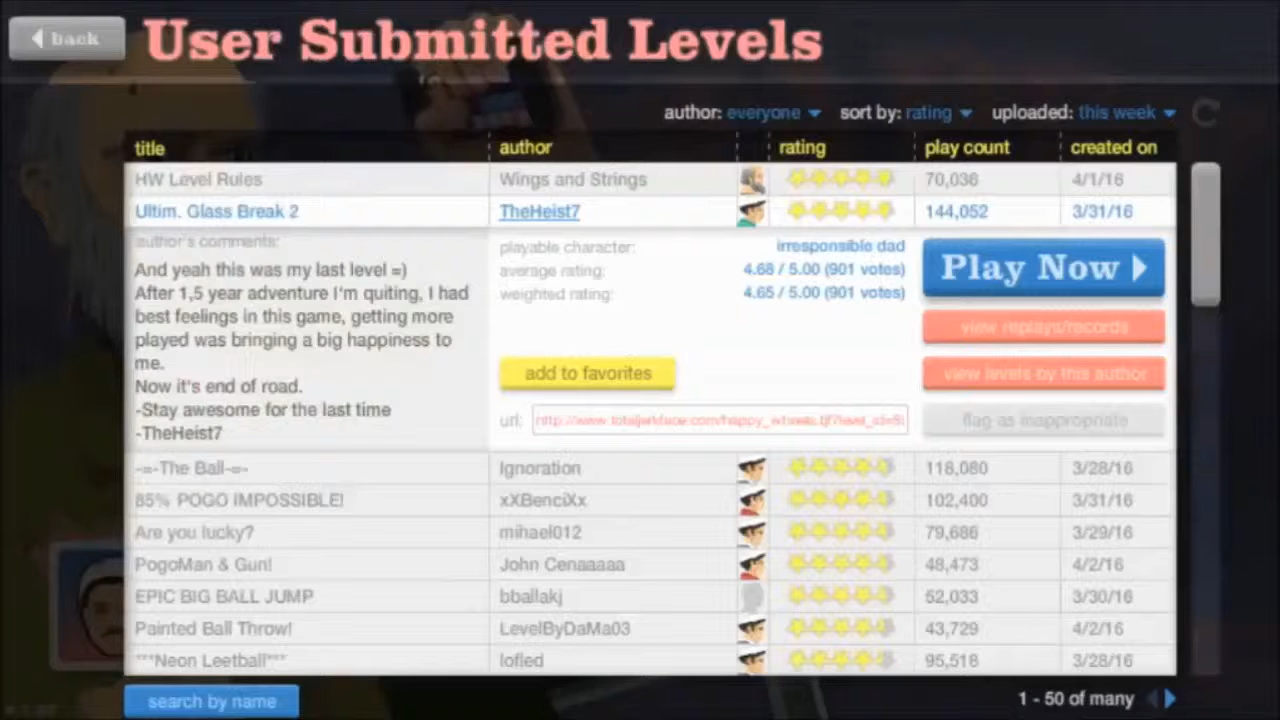 back
User Submitted Levels
author: everyone sort by: rating uploaded: this week
title author rating play count created on
HW Level Rules Wings and Strings 70,036 4/1/16
Ultim. Glass Break 2 TheHeist7 144,052 3/31/16
author's comments:
And yeah this was my last level =)
After 1,5 year adventure I'm quiting, I had
best feelings in this game, getting more
played was bringing a big happiness to
me.
Now it's end of road.
-Stay awesome for the last time
-TheHeist7
playable character: irresponsible dad
average rating: 4.68 / 5.00 (901 votes)
weighted rating: 4.65 / 5.00 (901 votes)
add to favorites
url:
Play Now
view replays/records
view levels by this author
flag as inappropriate
-=-The Ball-=- Ignoration 118,080 3/28/16
85% POGO IMPOSSIBLE! xXBenciXx 102,400 3/31/16
Are you lucky? mihael012 79,686 3/29/16
PogoMan & Gun! John Cenaaaaa 48,473 4/2/16
EPIC BIG BALL JUMP bballakj 52,033 3/30/16
Painted Ball Throw! LevelByDaMa03 43,729 4/2/16
***Neon Leetball*** lofled 95,518 3/28/16
search by name
1 - 50 of many